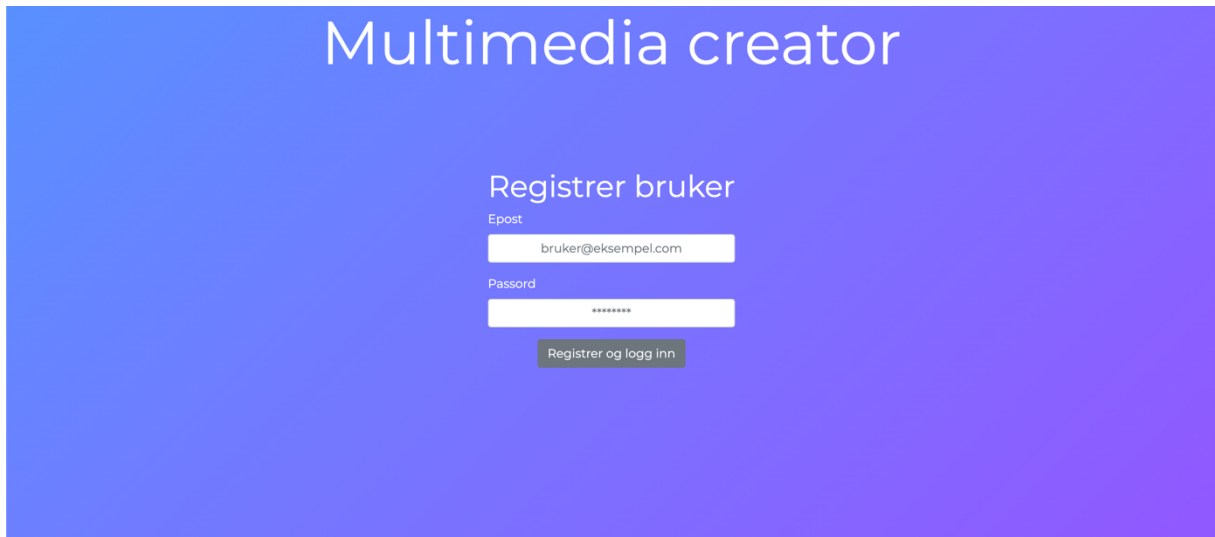 Multimedia creator
Registrer bruker
Epost
bruker@eksempel.com
Passord
********
Registrer og logg inn